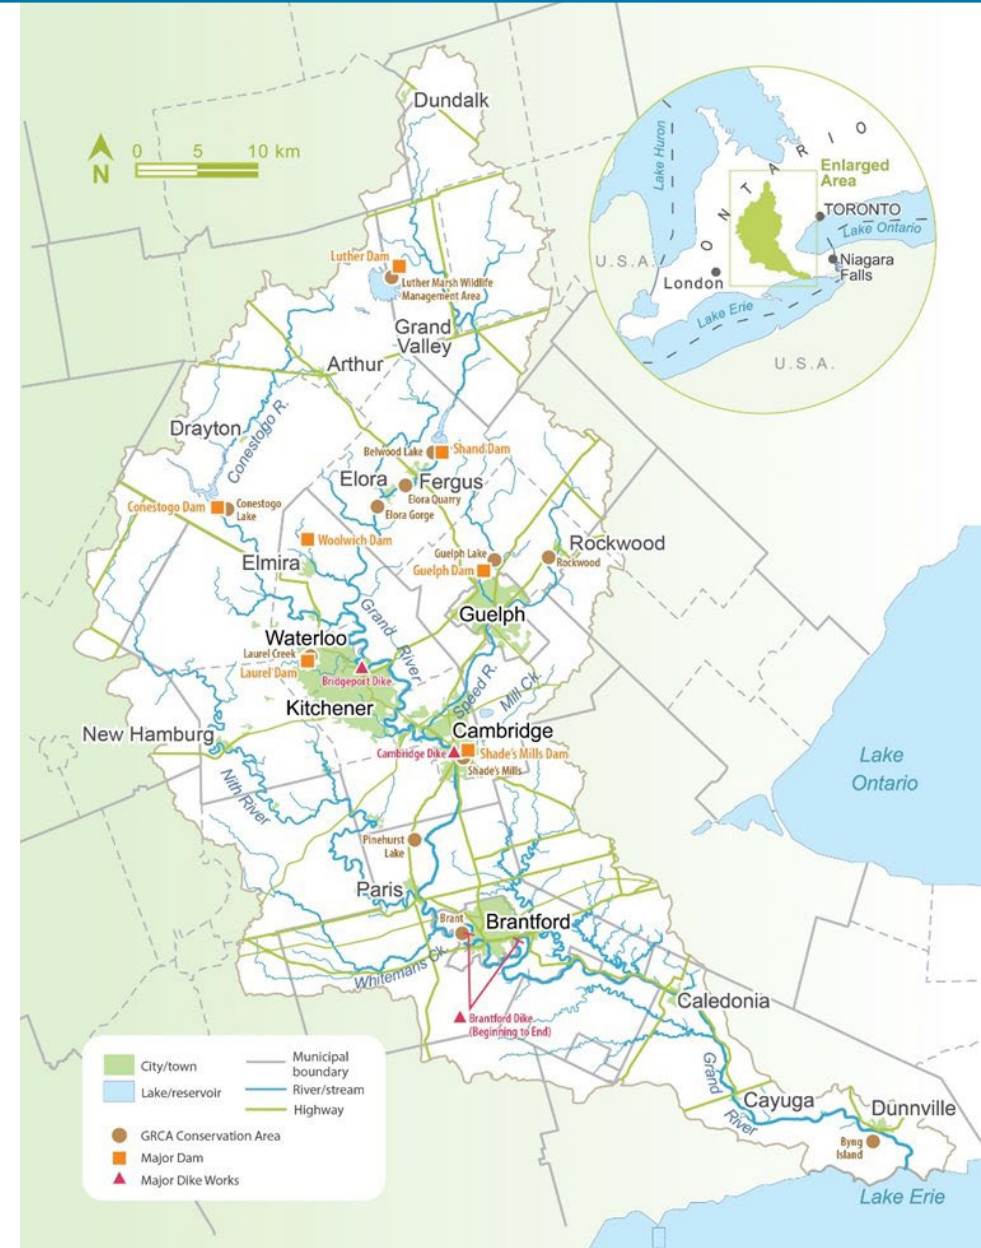 Dundalk
0 5 10 km
N
Lake Huron
ONTARIO
Enlarged
Area
TORONTO
Lake Ontario
U.S.A.
Niagara
Falls
London
Lake Erie
U.S.A.
Luther Dam
Luther Marsh Wildlife
Management Area
Grand
Valley
Arthur
Drayton
Conestogo R.
Belwood Lake
Shand Dam
Elora
Fergus
Elora Quarry
Elora Gorge
Conestogo Dam
Conestogo
Lake
Woolwich Dam
Elmira
Guelph Lake
Guelph Dam
Rockwood
Rockwood
Guelph
Grand
River
Waterloo
Laurel Creek
Laurel Dam
Bridgeport Dike
Kitchener
Speed R.
Mill Ck.
New Hamburg
Cambridge
Cambridge Dike
Shade's Mills Dam
Shade's Mills
Lake
Ontario
Nith River
Pinehurst
Lake
Paris
Brant
Brantford
Whitemans Ck.
Brantford Dike
(Beginning to End)
Caledonia
Grand
River
Cayuga
Dunnville
Byng
Island
Lake Erie
City/town
Lake/reservoir
Municipal
boundary
River/stream
Highway
GRCA Conservation Area
Major Dam
Major Dike Works